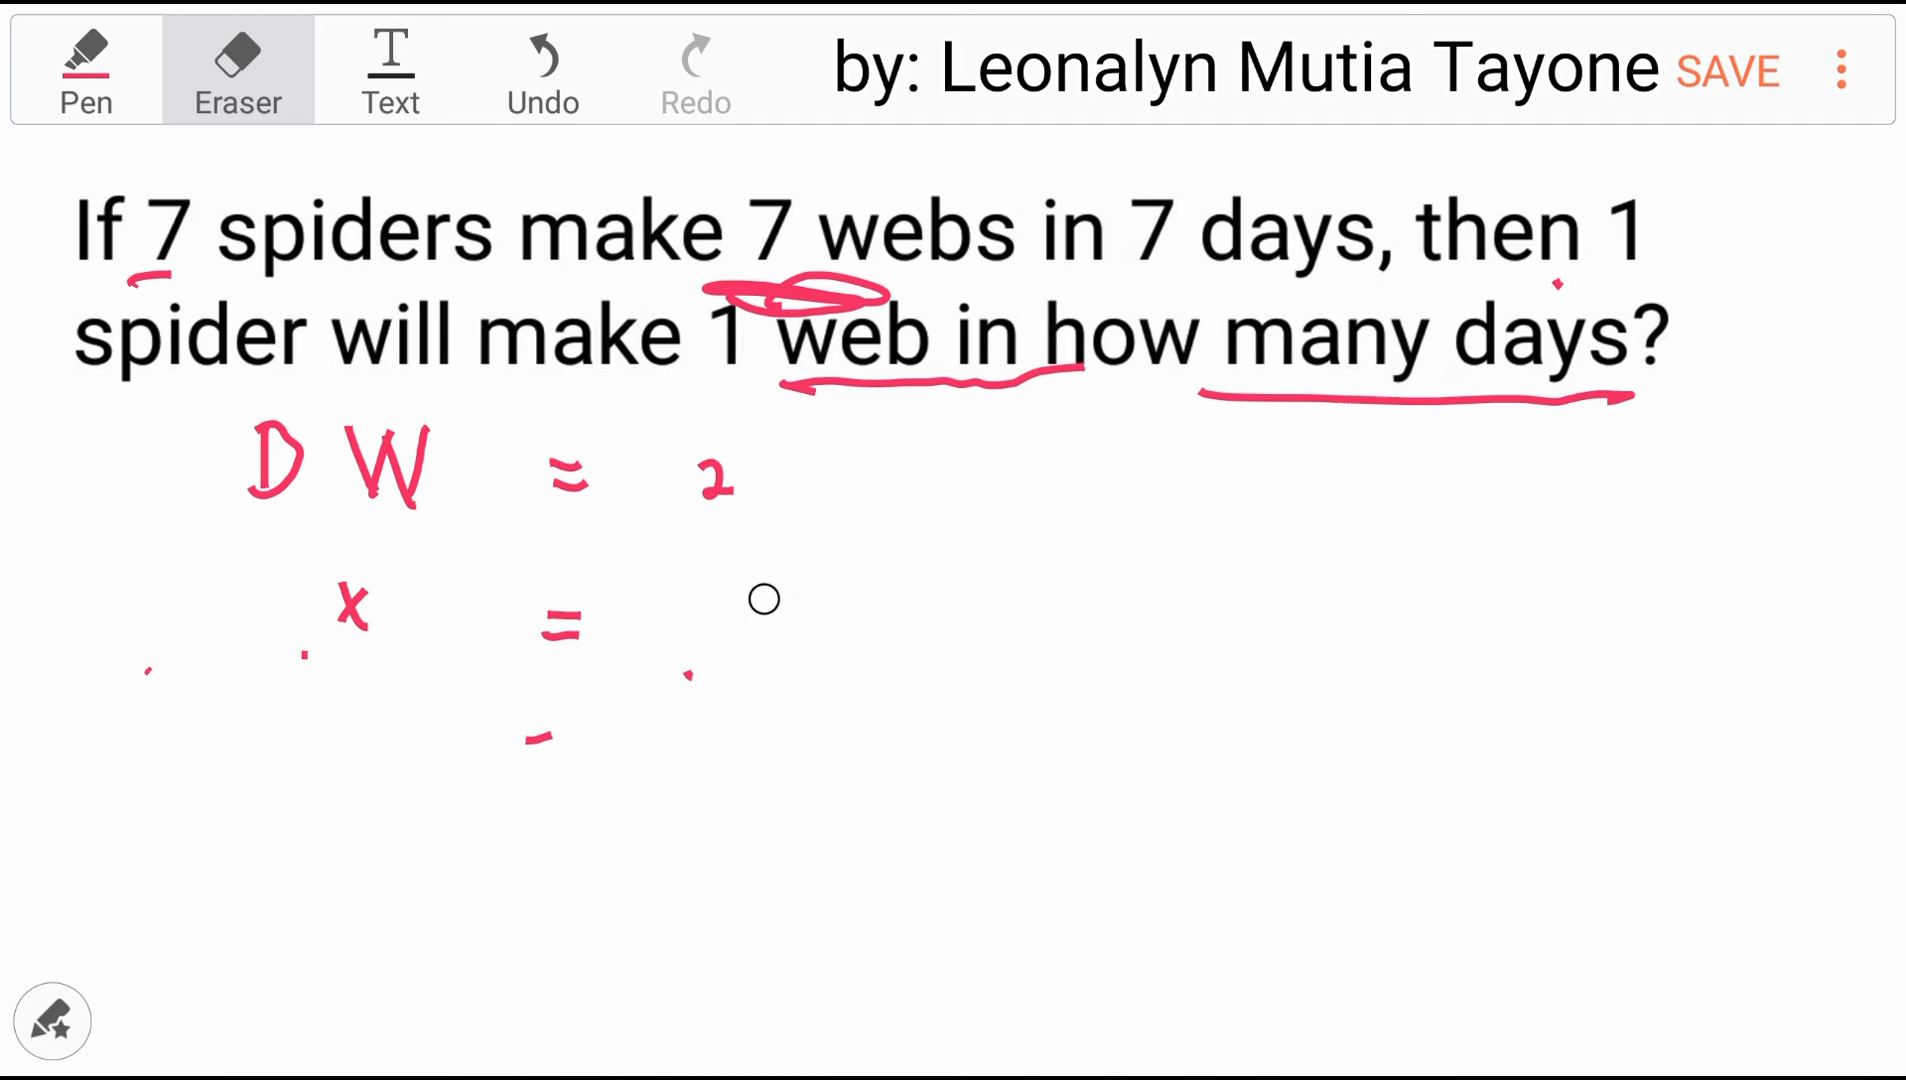 Pen Eraser Text Undo Redo by: Leonalyn Mutia Tayone SAVE
If 7 spiders make 7 webs in 7 days, then 1
spider will make 1 web in how many days?
D W = 2
x =
-